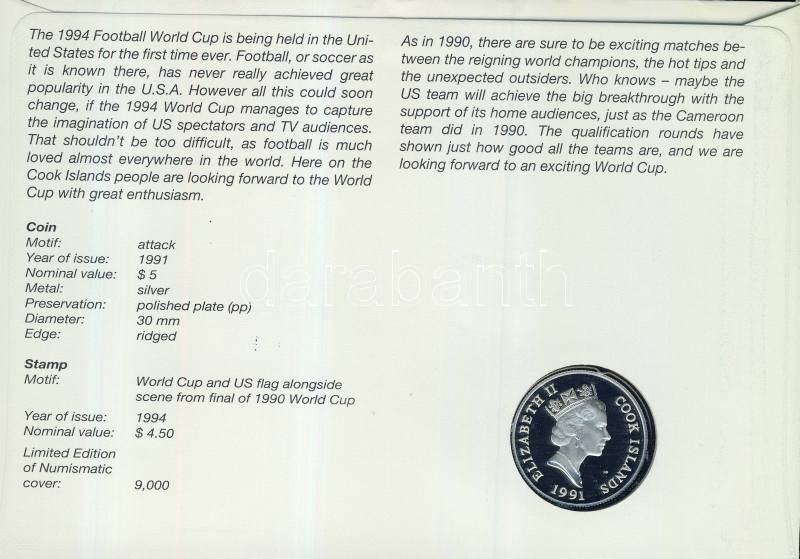 The 1994 Football World Cup is being held in the Uni-
ted States for the first time ever. Football, or soccer as
it is known there, has never really achieved great
popularity in the U.S.A. However all this could soon
change, if the 1994 World Cup manages to capture
the imagination of US spectators and TV audiences.
That shouldn't be too difficult, as football is much
loved almost everywhere in the world. Here on the
Cook Islands people are looking forward to the World
Cup with great enthusiasm.
As in 1990, there are sure to be exciting matches be-
tween the reigning world champions, the hot tips and
the unexpected outsiders. Who knows – maybe the
US team will achieve the big breakthrough with the
support of its home audiences, just as the Cameroon
team did in 1990. The qualification rounds have
shown just how good all the teams are, and we are
looking forward to an exciting World Cup.
Coin
Motif: attack
Year of issue: 1991
Nominal value: $ 5
Metal: silver
Preservation: polished plate (pp)
Diameter: 30 mm
Edge: ridged
Stamp
Motif: World Cup and US flag alongside
scene from final of 1990 World Cup
Year of issue: 1994
Nominal value: $ 4.50
Limited Edition
of Numismatic
cover: 9,000
darabanth
ELIZABETH II
COOK ISLANDS
1991